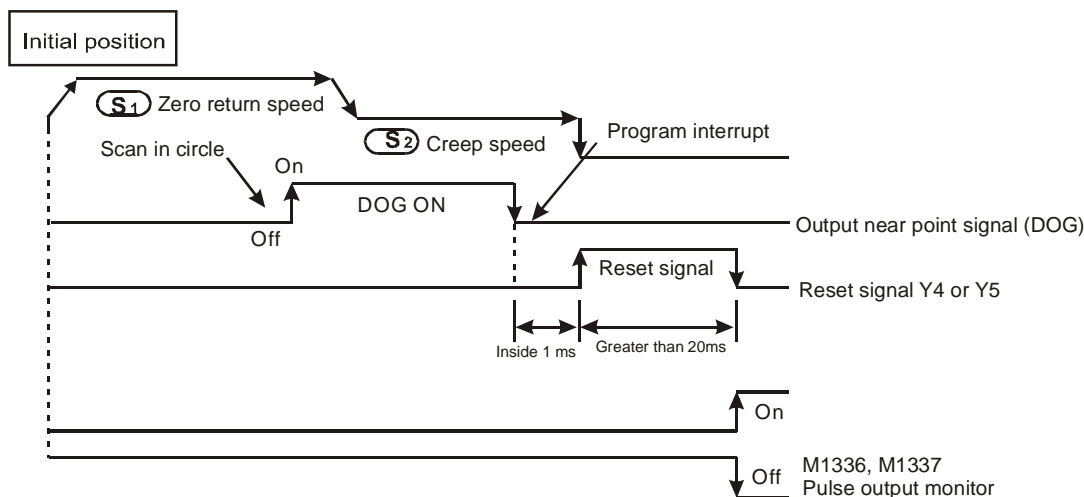 Initial position
S1 Zero return speed
S2 Creep speed
Program interrupt
Scan in circle
On
DOG ON
Off
Output near point signal (DOG)
Reset signal
Reset signal Y4 or Y5
Inside 1 ms
Greater than 20ms
On
Off
M1336, M1337
Pulse output monitor